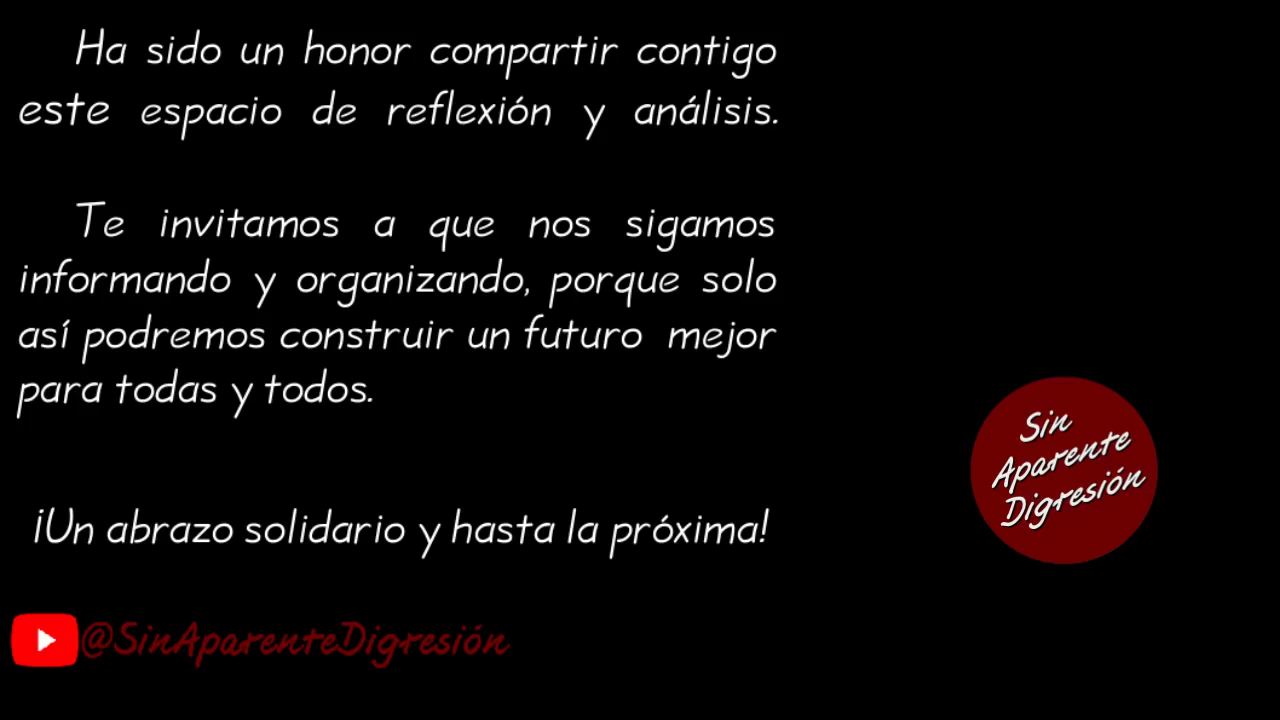 Ha sido un honor compartir contigo
este espacio de reflexión y análisis.
Te invitamos a que nos sigamos
informando y organizando, porque solo
así podremos construir un futuro mejor
para todas y todos.
¡Un abrazo solidario y hasta la próxima!
@SinAparenteDigresión
Sin
Aparente
Digresión